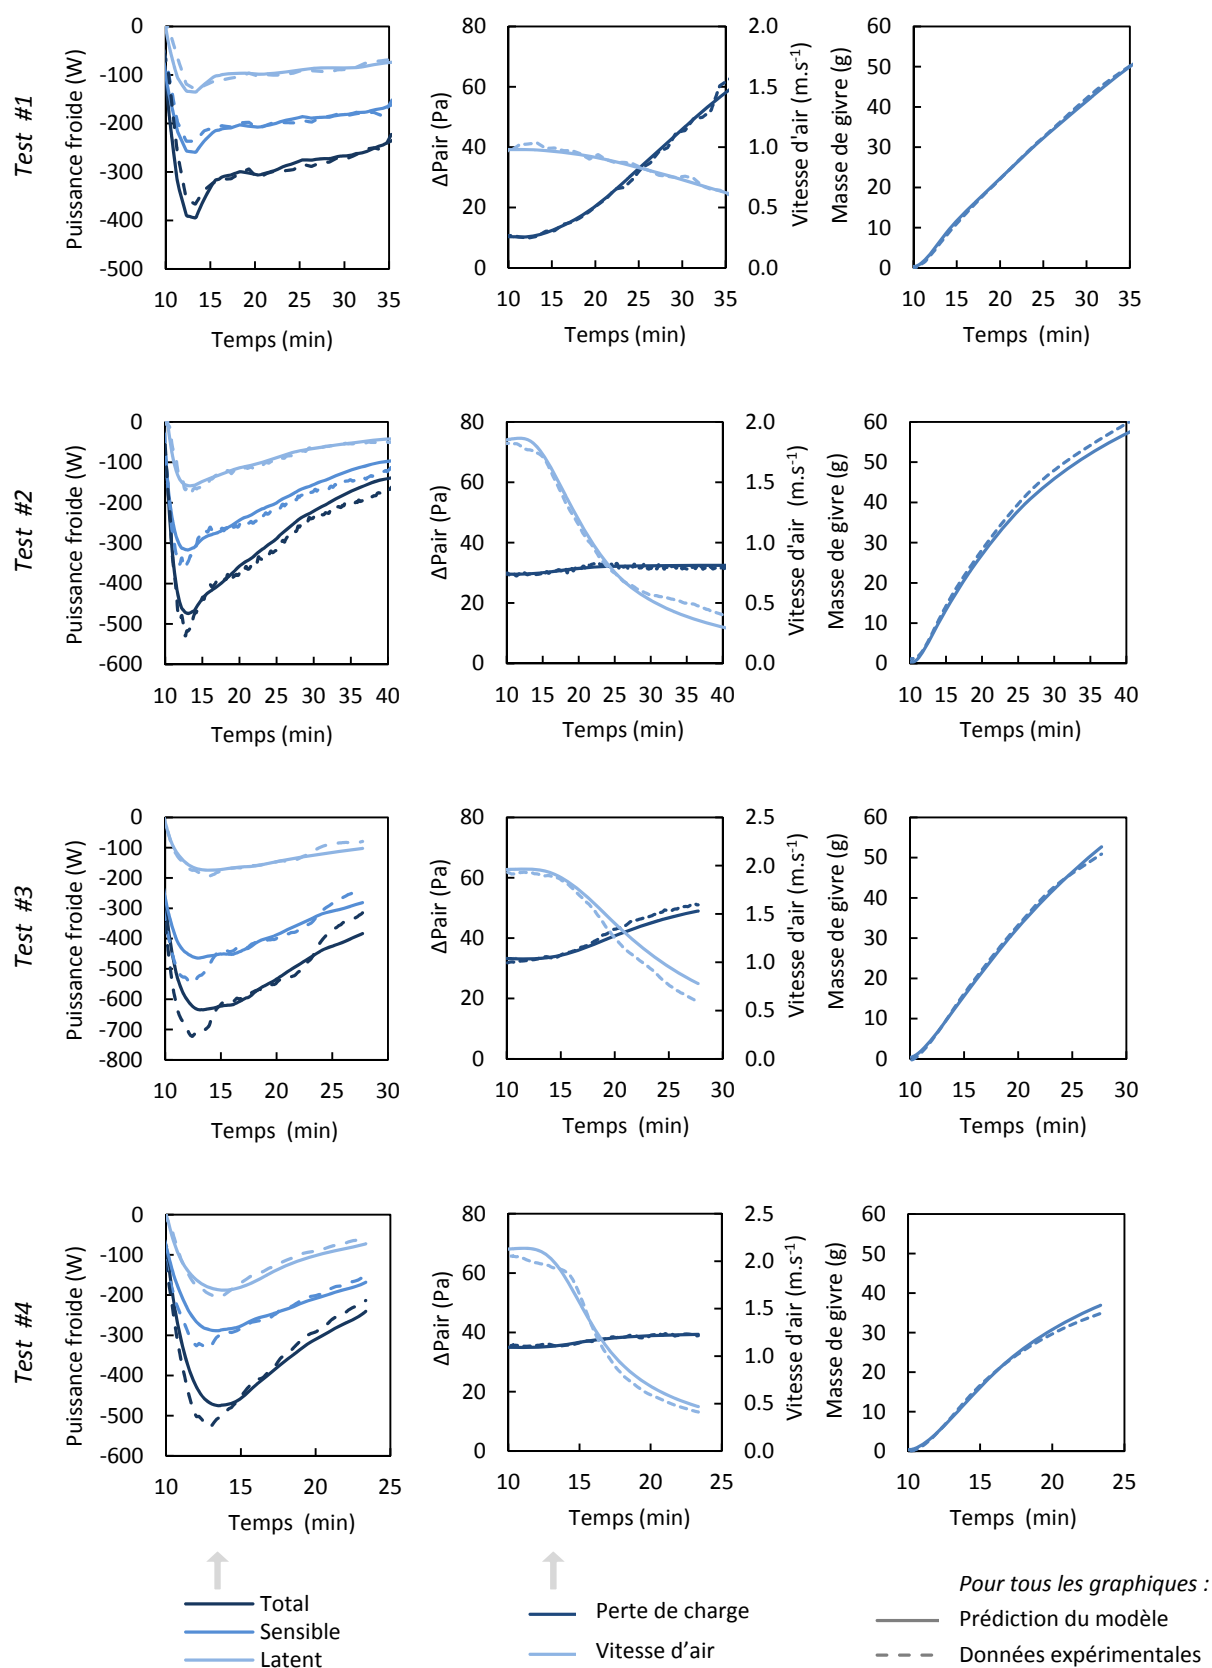 Test #1
Puissance froide (W)
0
-100
-200
-300
-400
-500
10 15 20 25 30 35
Temps (min)
ΔPair (Pa)
80
60
40
20
0
10 15 20 25 30 35
Temps (min)
2.0
1.5
1.0
0.5
0.0
Vitesse d'air (m.s-1)
Masse de givre (g)
60
50
40
30
20
10
0
10 15 20 25 30 35
Temps (min)
Test #2
Puissance froide (W)
0
-100
-200
-300
-400
-500
-600
10 15 20 25 30 35 40
Temps (min)
ΔPair (Pa)
80
60
40
20
0
10 15 20 25 30 35 40
Temps (min)
2.0
1.5
1.0
0.5
0.0
Vitesse d'air (m.s-1)
Masse de givre (g)
60
50
40
30
20
10
0
10 15 20 25 30 35 40
Temps (min)
Test #3
Puissance froide (W)
0
-100
-200
-300
-400
-500
-600
-700
-800
10 15 20 25 30
Temps (min)
ΔPair (Pa)
80
60
40
20
0
10 15 20 25 30
Temps (min)
2.5
2.0
1.5
1.0
0.5
0.0
Vitesse d'air (m.s-1)
Masse de givre (g)
60
50
40
30
20
10
0
10 15 20 25 30
Temps (min)
Test #4
Puissance froide (W)
0
-100
-200
-300
-400
-500
-600
10 15 20 25
Temps (min)
ΔPair (Pa)
80
60
40
20
0
10 15 20 25
Temps (min)
2.5
2.0
1.5
1.0
0.5
0.0
Vitesse d'air (m.s-1)
Masse de givre (g)
60
50
40
30
20
10
0
10 15 20 25
Temps (min)
Total
Sensible
Latent
Perte de charge
Vitesse d’air
Pour tous les graphiques :
Prédiction du modèle
Données expérimentales